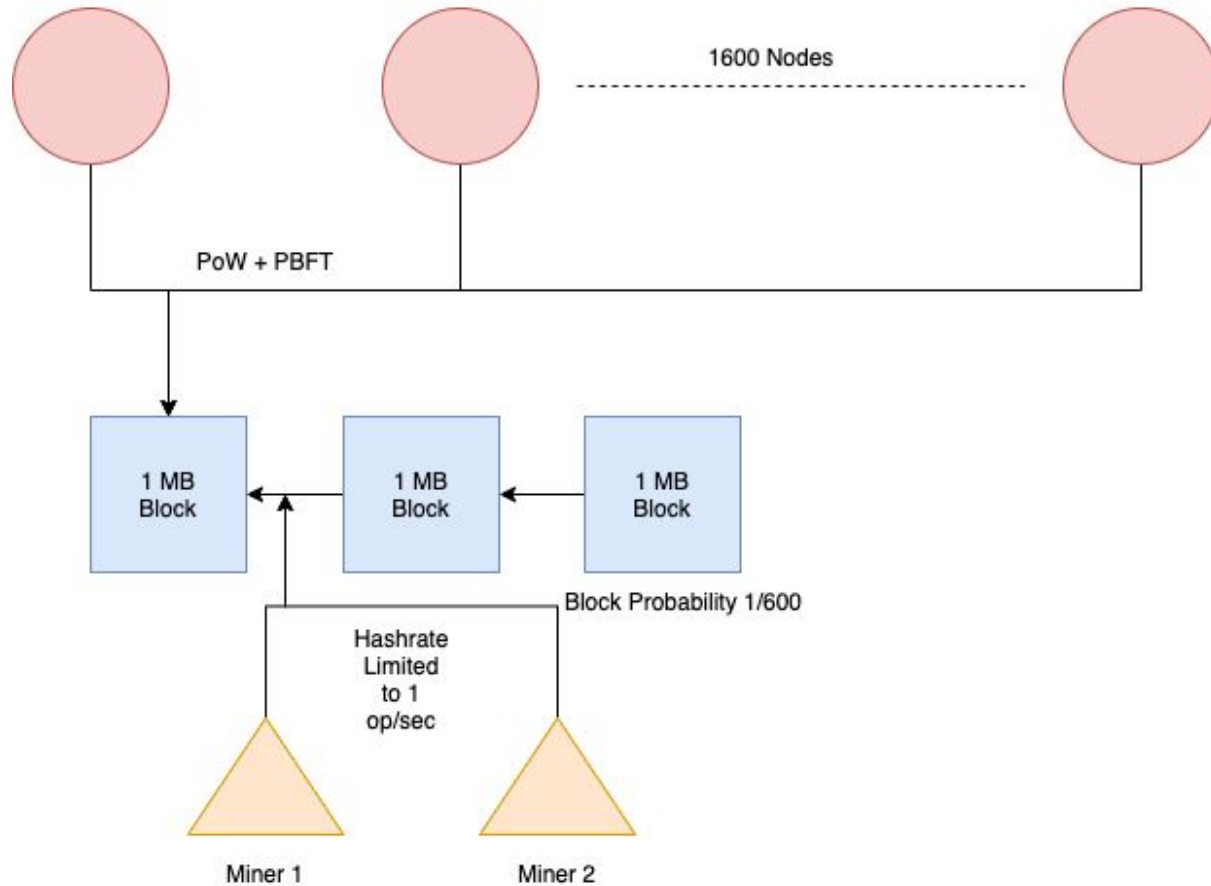 1600 Nodes
PoW + PBFT
1 MB
Block
1 MB
Block
1 MB
Block
Block Probability 1/600
Hashrate
Limited
to 1
op/sec
Miner 1
Miner 2